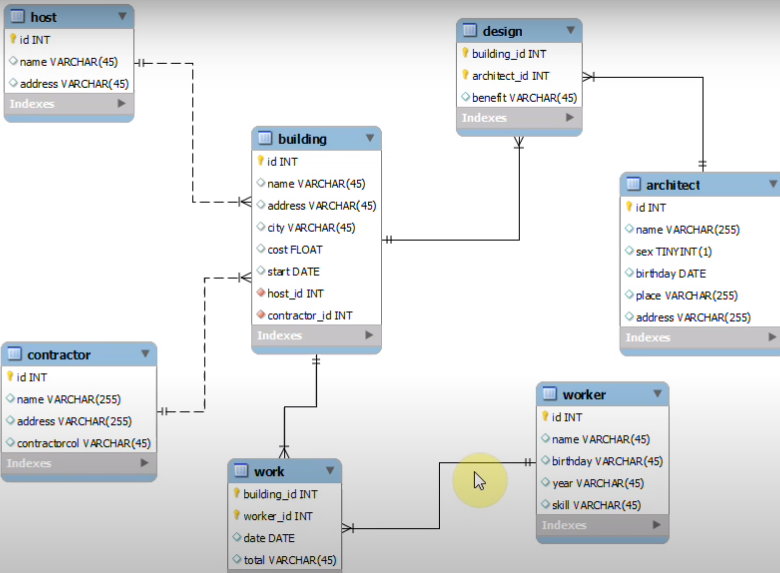 host
id INT
name VARCHAR(45)
address VARCHAR(45)
Indexes
design
building_id INT
architect_id INT
benefit VARCHAR(45)
Indexes
building
id INT
name VARCHAR(45)
address VARCHAR(45)
city VARCHAR(45)
cost FLOAT
start DATE
host_id INT
contractor_id INT
Indexes
architect
id INT
name VARCHAR(255)
sex TINYINT(1)
birthday DATE
place VARCHAR(255)
address VARCHAR(255)
Indexes
contractor
id INT
name VARCHAR(255)
address VARCHAR(255)
contractorcol VARCHAR(45)
Indexes
worker
id INT
name VARCHAR(45)
birthday VARCHAR(45)
year VARCHAR(45)
skill VARCHAR(45)
Indexes
work
building_id INT
worker_id INT
date DATE
total VARCHAR(45)